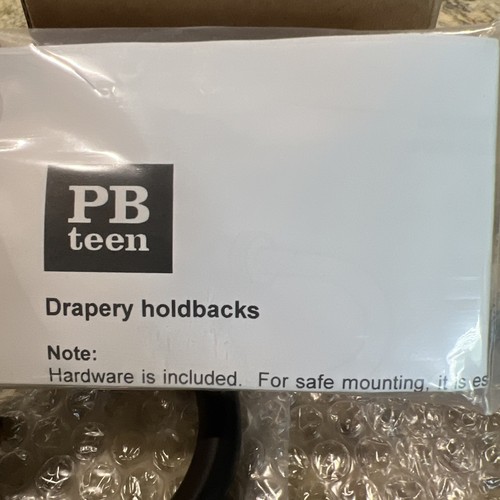 PB
teen
Drapery holdbacks
Note:
Hardware is included. For safe mounting, it is